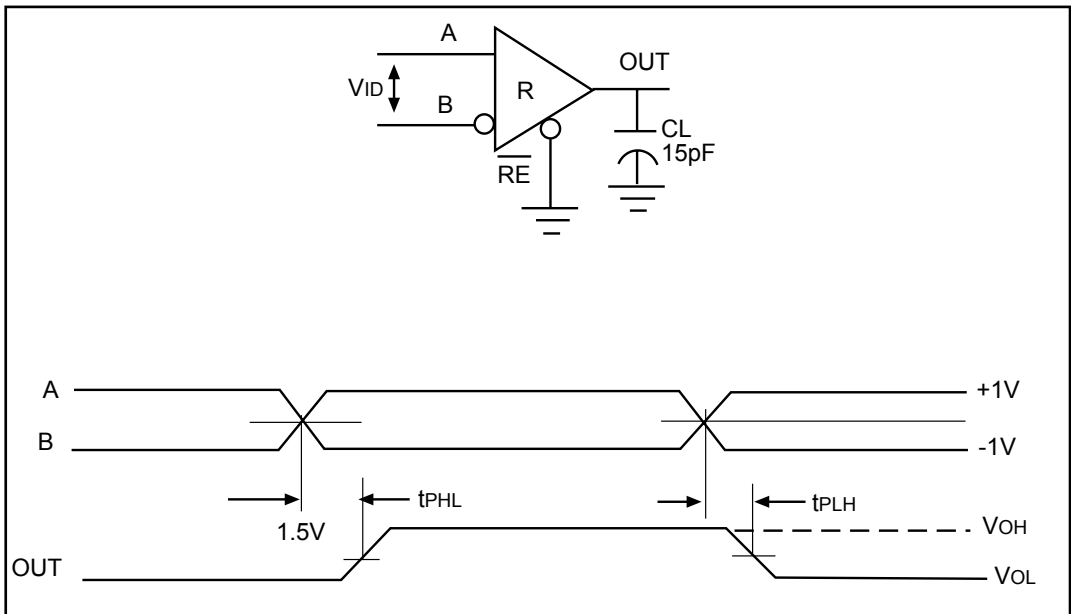 A
OUT
VID
R
B
CL
15pF
RE
A
+1V
B
-1V
tPHL
tPLH
1.5V
VOH
OUT
VOL